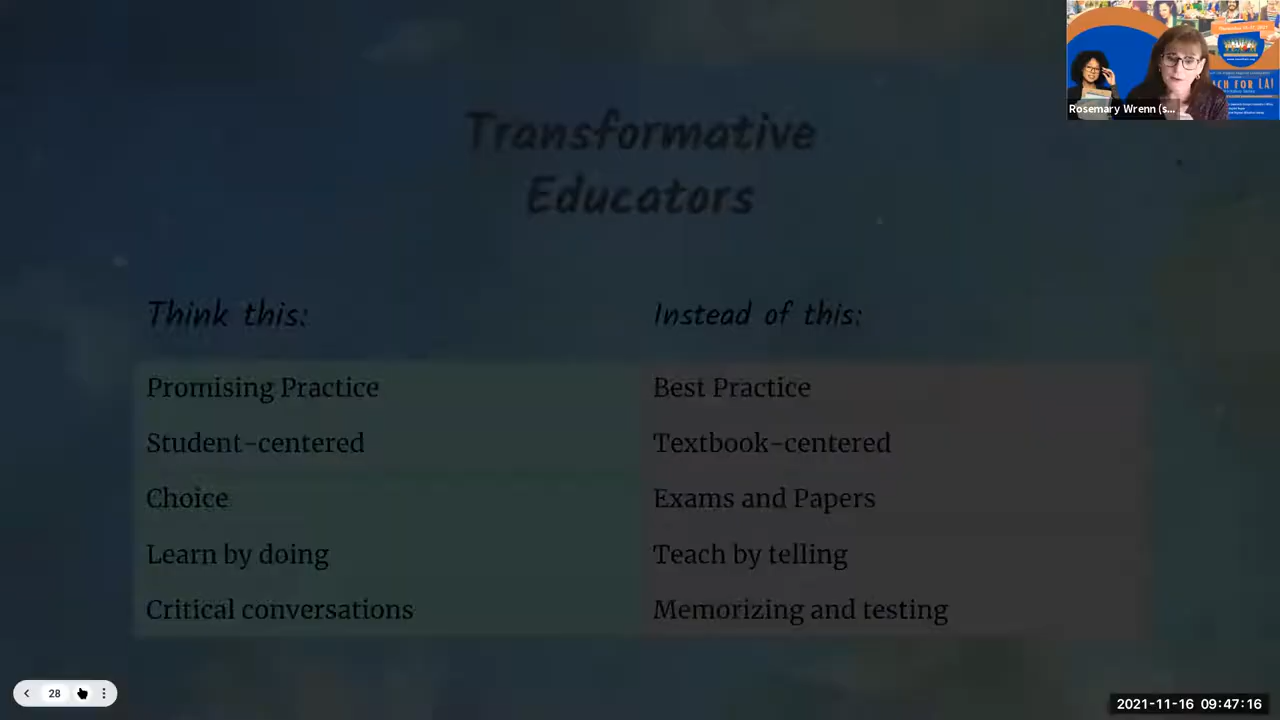 Transformative
Educators
Think this:
Instead of this:
Promising Practice
Best Practice
Student-centered
Textbook-centered
Choice
Exams and Papers
Learn by doing
Teach by telling
Critical conversations
Memorizing and testing
Rosemary Wrenn (s...
28
2021-11-16 09:47:16